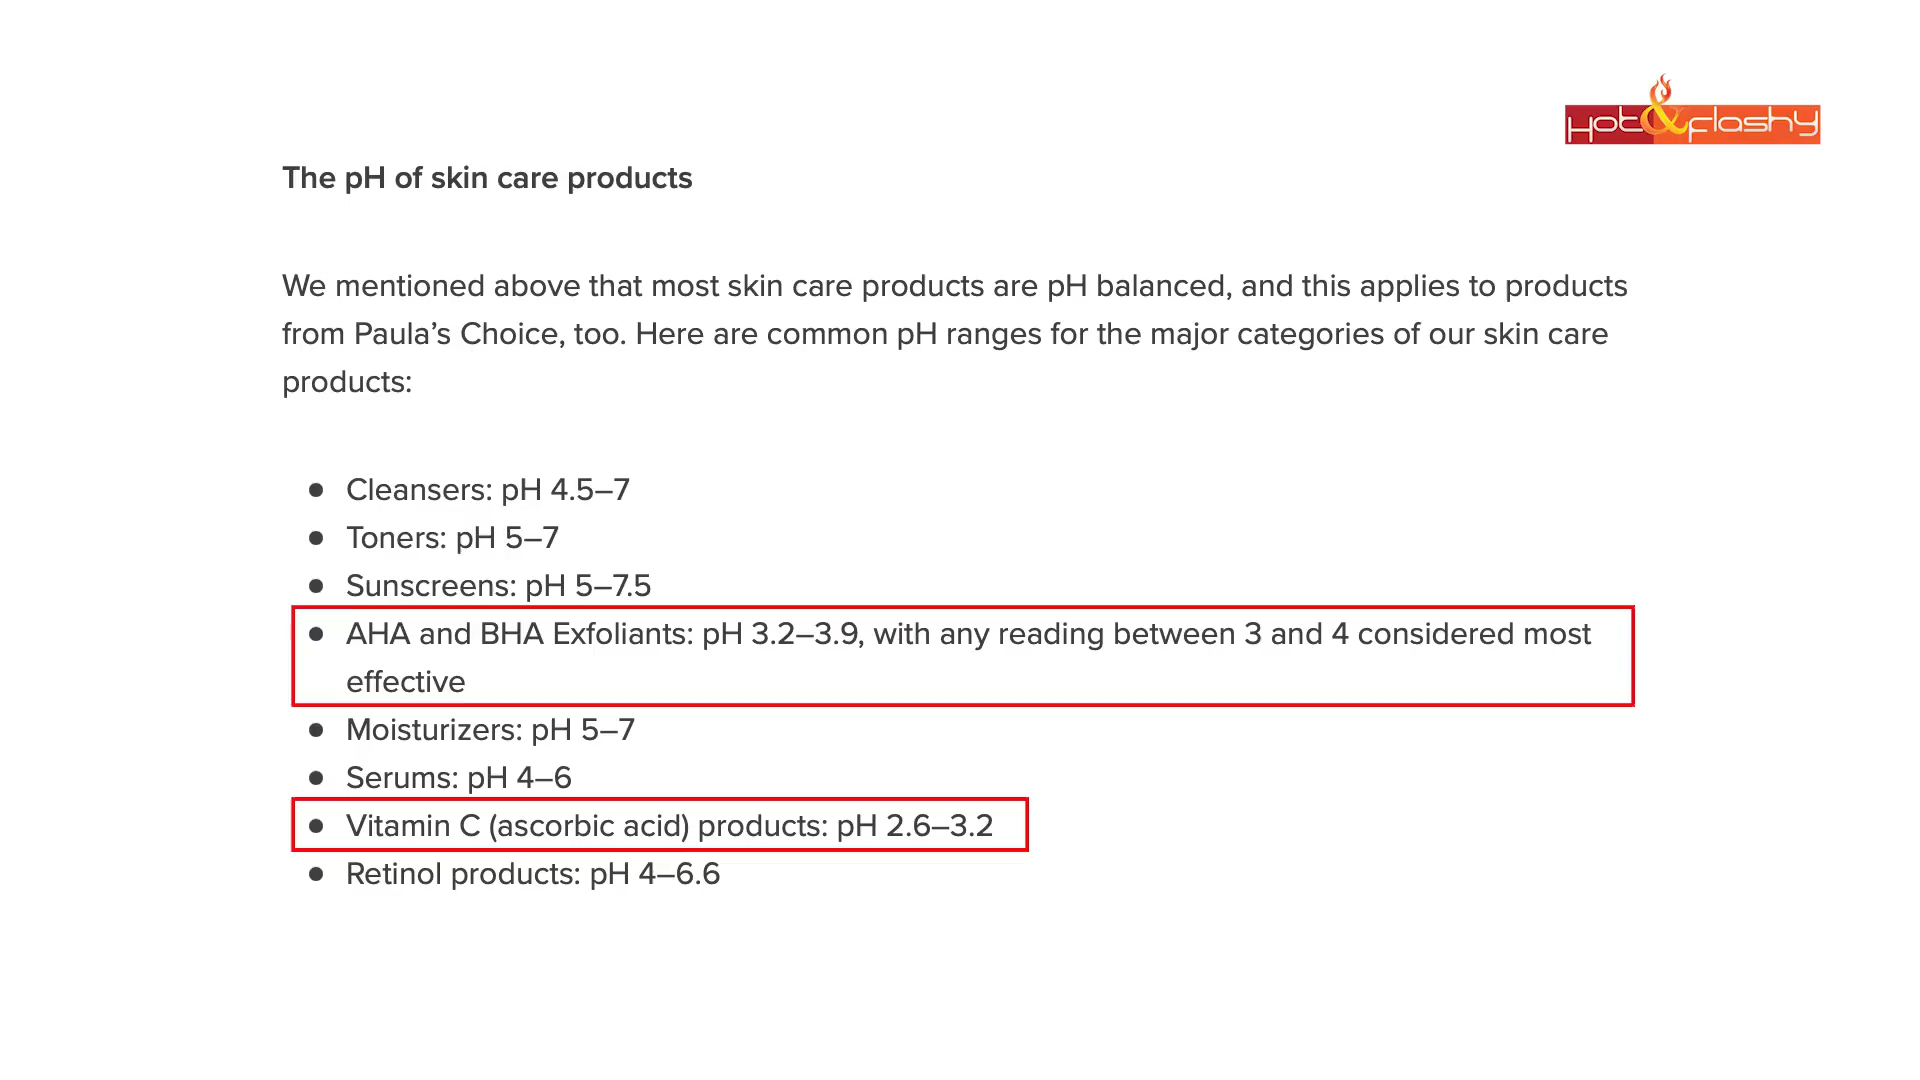 Hot & flashy
The pH of skin care products
We mentioned above that most skin care products are pH balanced, and this applies to products
from Paula’s Choice, too. Here are common pH ranges for the major categories of our skin care
products:
● Cleansers: pH 4.5–7
● Toners: pH 5–7
● Sunscreens: pH 5–7.5
● AHA and BHA Exfoliants: pH 3.2–3.9, with any reading between 3 and 4 considered most
effective
● Moisturizers: pH 5–7
● Serums: pH 4–6
● Vitamin C (ascorbic acid) products: pH 2.6–3.2
● Retinol products: pH 4–6.6